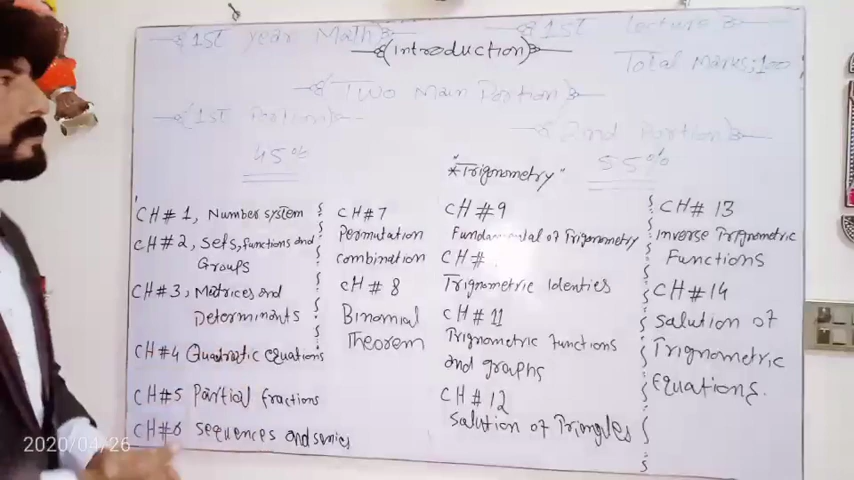 1st year Math
1st Lecture
(introduction)
Total Marks: 100
Two Main Portion
1st Portion
2nd Portion
45%
55%
*Trigonometry"
CH# 1, Number system
CH#2, sets, functions and
Groups
CH#3, Matrices and
Determinants
CH#4 Quadratic equations
CH#5 Partial fractions
CH#6 sequences and series
CH#7
Permutation
combination
CH# 8
Binomial
Theorem
CH#9
Fundamental of Trigonometry
CH#
Trignometric Identies
CH#11
Trignometric functions
and graphs
CH#12
Salution of Triangles
CH# 13
inverse Trignometric
Functions
CH#14
Salution of
Trignometric
Equations.
2020/04/26